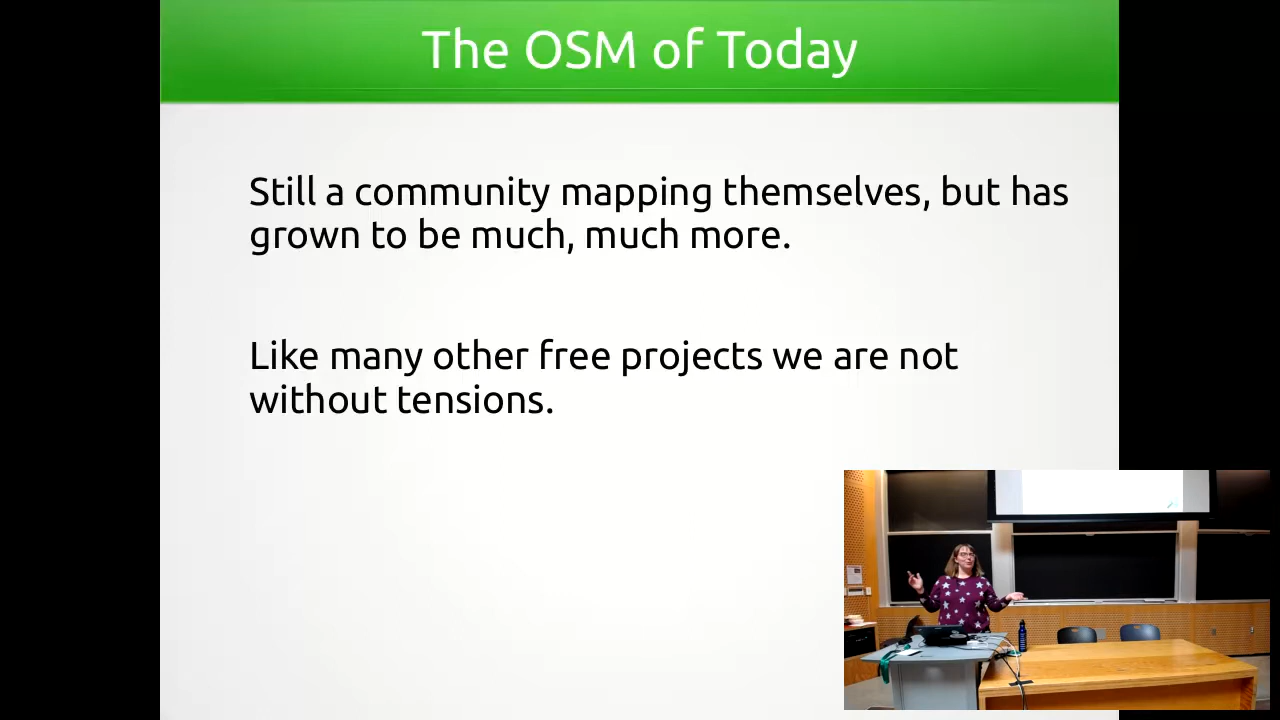 The OSM of Today
Still a community mapping themselves, but has
grown to be much, much more.
Like many other free projects we are not
without tensions.